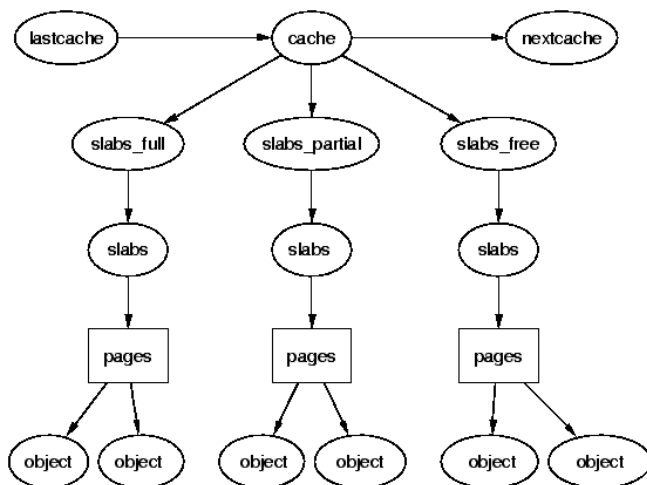 lastcache cache nextcache
slabs_full slabs_partial slabs_free
slabs slabs slabs
pages pages pages
object object object object object object